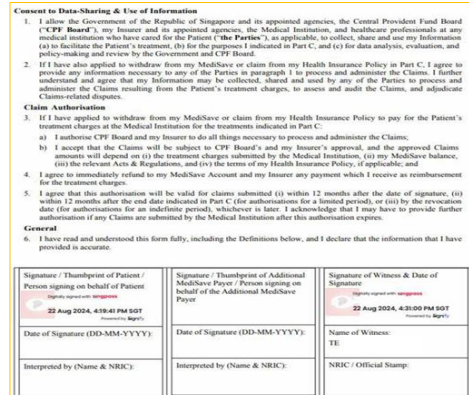 Consent to Data-Sharing & Use of Information
1. I allow the Government of the Republic of Singapore and its appointed agencies, the Central Provident Fund Board
("CPF Board"), my Insurer and its appointed agencies, the Medical Institution, and healthcare professionals at any
medical institution who have cared for the Patient ("the Parties"), as applicable, to collect, share and use my Information
(a) to facilitate the Patient's treatment, (b) for the purposes I indicated in Part C, and (c) for data analysis, evaluation, and
policy-making and review by the Government and CPF Board.
2. If I have also applied to withdraw from my MediSave or claim from my Health Insurance Policy in Part C, I agree to
provide any information necessary to any of the Parties in paragraph 1 to process and administer the Claims. I further
understand and agree that my Information may be collected, shared and used by any of the Parties to process and
administer the Claims resulting from the Patient's treatment charges, to assess and audit the Claims, and adjudicate
Claims-related disputes.
Claim Authorisation
3. If I have applied to withdraw from my MediSave or claim from my Health Insurance Policy to pay for the Patient's
treatment charges at the Medical Institution for the treatments indicated in Part C:
a) I authorise CPF Board and my Insurer to do all things necessary to process and administer the Claims;
b) I accept that the Claims will be subject to CPF Board's and my Insurer's approval, and the approved Claims
amounts will depend on (i) the treatment charges submitted by the Medical Institution, (ii) my MediSave balance,
(iii) the relevant Acts & Regulations, and (iv) the terms of my Health Insurance Policy, if applicable; and
4. I agree to immediately refund to my MediSave Account and my Insurer any payment which I receive as reimbursement
for the treatment charges.
5. I agree that this authorisation will be valid for claims submitted (i) within 12 months after the date of signature, (ii)
within 12 months after the end date indicated in Part C (for authorisations for a limited period), or (iii) by the revocation
date (for authorisations for an indefinite period), whichever is later. I acknowledge that I may have to provide further
authorisation if any Claims are submitted by the Medical Institution after this authorisation expires.
General
6. I have read and understood this form fully, including the Definitions below, and I declare that the information that I have
provided is accurate.
Signature / Thumbprint of Patient /
Person signing on behalf of Patient
Digitally signed with singpass
22 Aug 2024, 4:19:41 PM SGT
Powered by Signify
Date of Signature (DD-MM-YYYY):
Interpreted by (Name & NRIC):
Signature / Thumbprint of Additional
MediSave Payer / Person signing on
behalf of the Additional MediSave
Payer
Date of Signature (DD-MM-YYYY):
Interpreted by (Name & NRIC):
Signature of Witness & Date of
Signature
Digitally signed with singpass
22 Aug 2024, 4:31:00 PM SGT
Powered by Signify
Name of Witness:
TE
NRIC / Official Stamp: